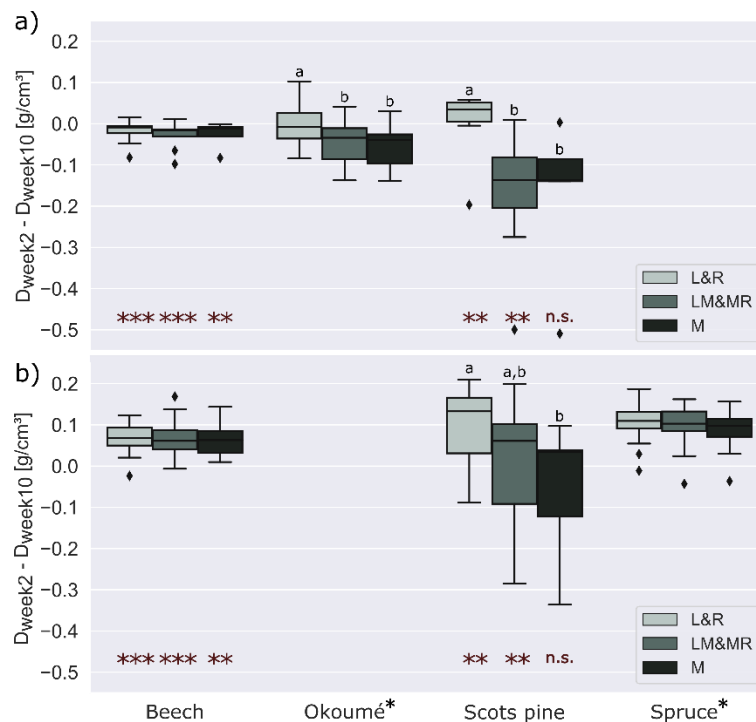 a)
0.2
0.1
0.0
−0.1
−0.2
−0.3
−0.4
−0.5
Dweek2 - Dweek10 [g/cm³]
a
b
b
a
b
b
L&R
LM&MR
M
*** *** ** ** ** n.s.
b)
0.2
0.1
0.0
−0.1
−0.2
−0.3
−0.4
−0.5
Dweek2 - Dweek10 [g/cm³]
a
a,b
b
L&R
LM&MR
M
*** *** ** ** ** n.s.
Beech Okoumé* Scots pine Spruce*